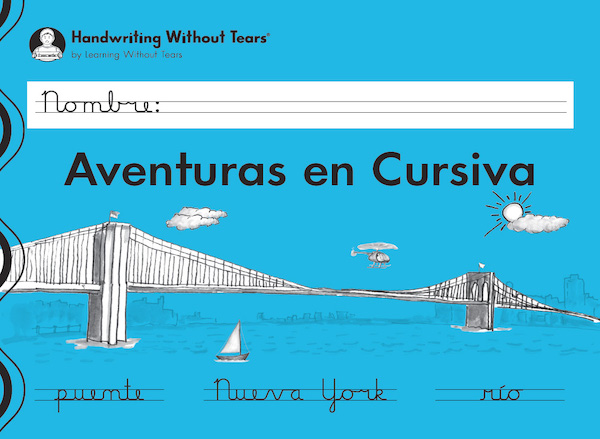 Handwriting Without Tears®
by Learning Without Tears
Nombre:
Aventuras en Cursiva
puente Nueva York río